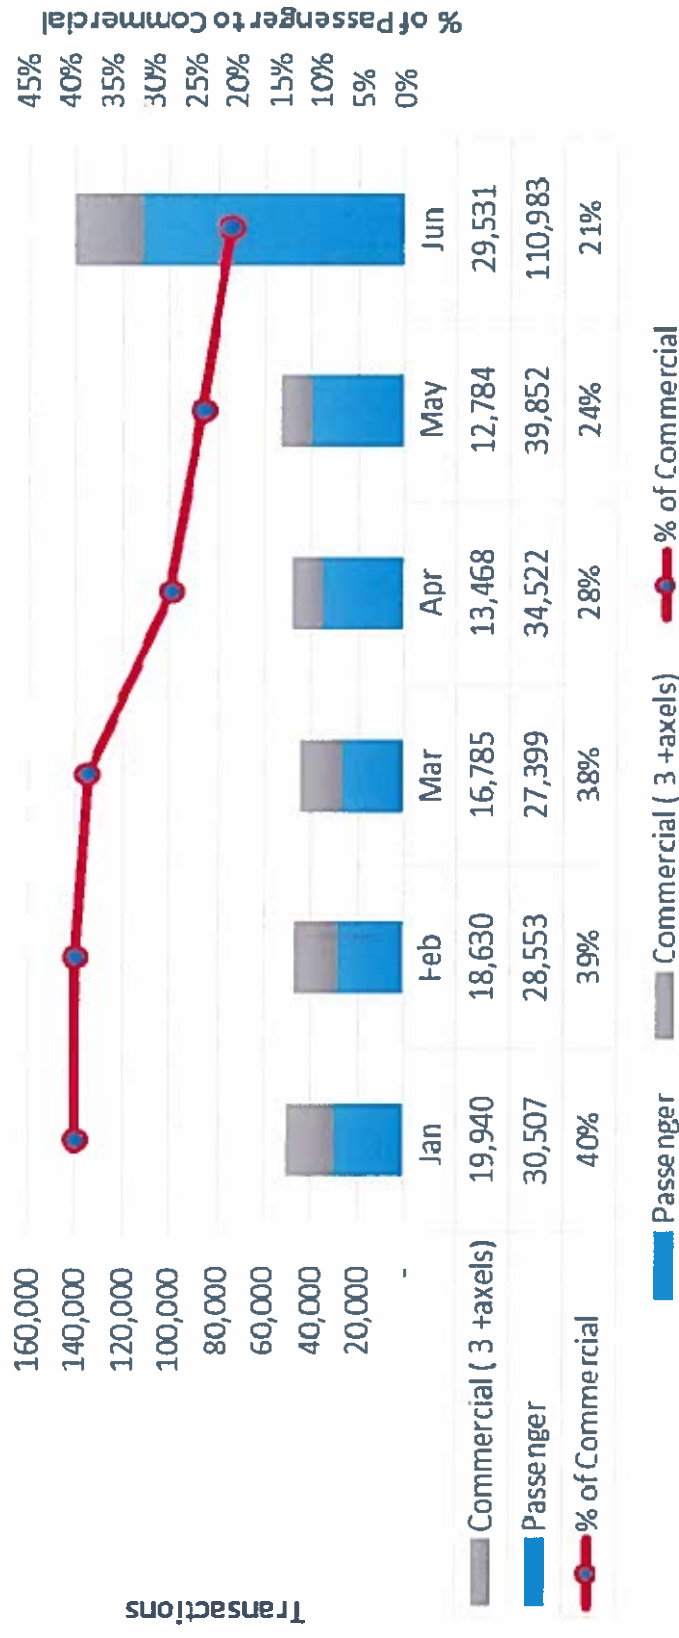 Transactions
160,000
140,000
120,000
100,000
80,000
60,000
40,000
20,000
-
45%
40%
35%
30%
25%
20%
15%
10%
5%
0%
% of Passenger to Commercial
Jan Feb Mar Apr May Jun
Commercial ( 3 +axels) 19,940 18,630 16,785 13,468 12,784 29,531
Passenger 30,507 28,553 27,399 34,522 39,852 110,983
% of Commercial 40% 39% 38% 28% 24% 21%
Passenger Commercial ( 3 +axels) % of Commercial